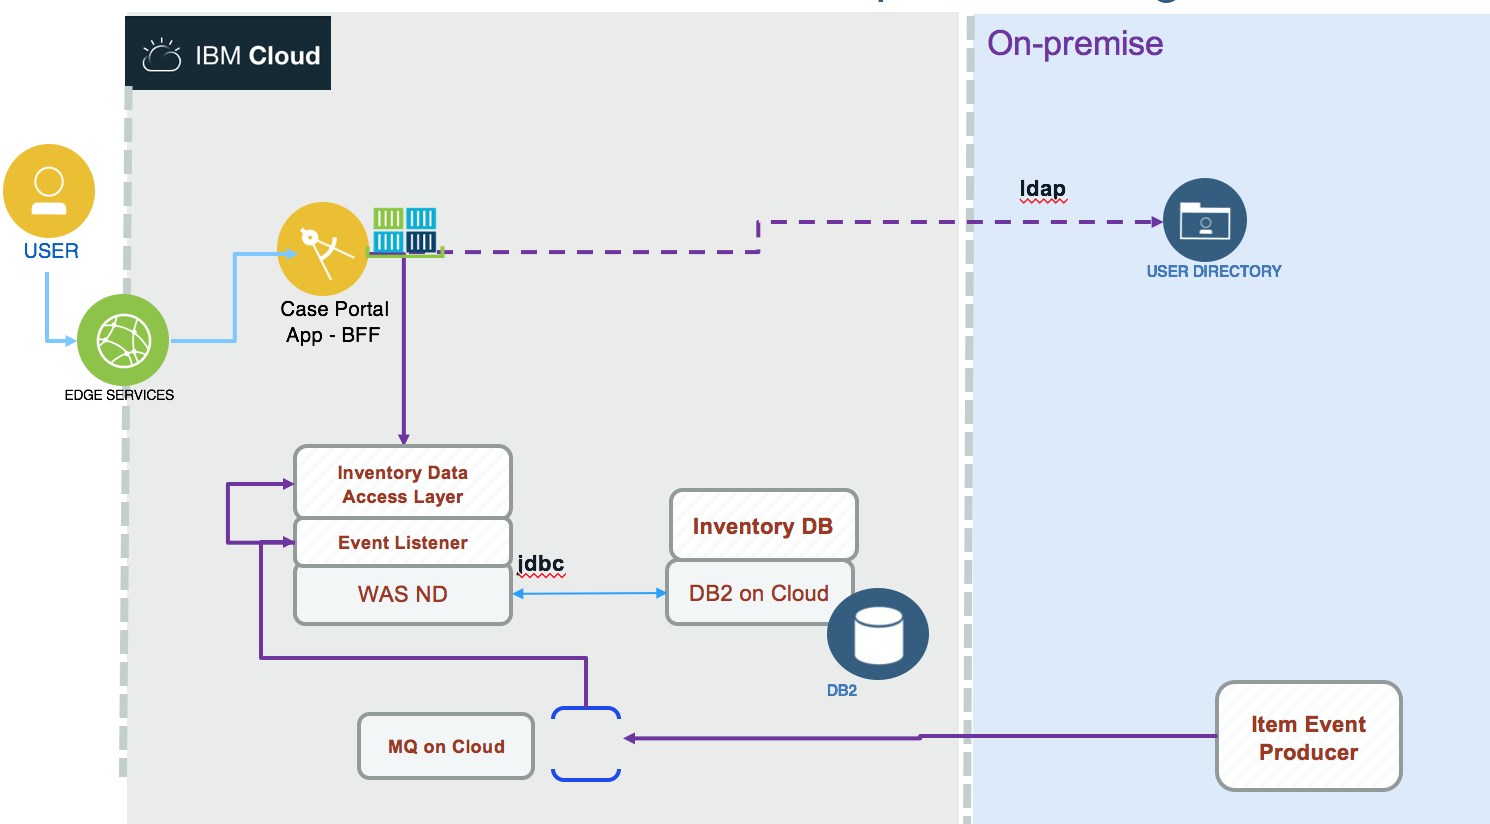 IBM Cloud
On-premise
USER
EDGE SERVICES
Case Portal
App - BFF
ldap
USER DIRECTORY
Inventory Data
Access Layer
Event Listener
WAS ND
jdbc
Inventory DB
DB2 on Cloud
DB2
MQ on Cloud
Item Event
Producer